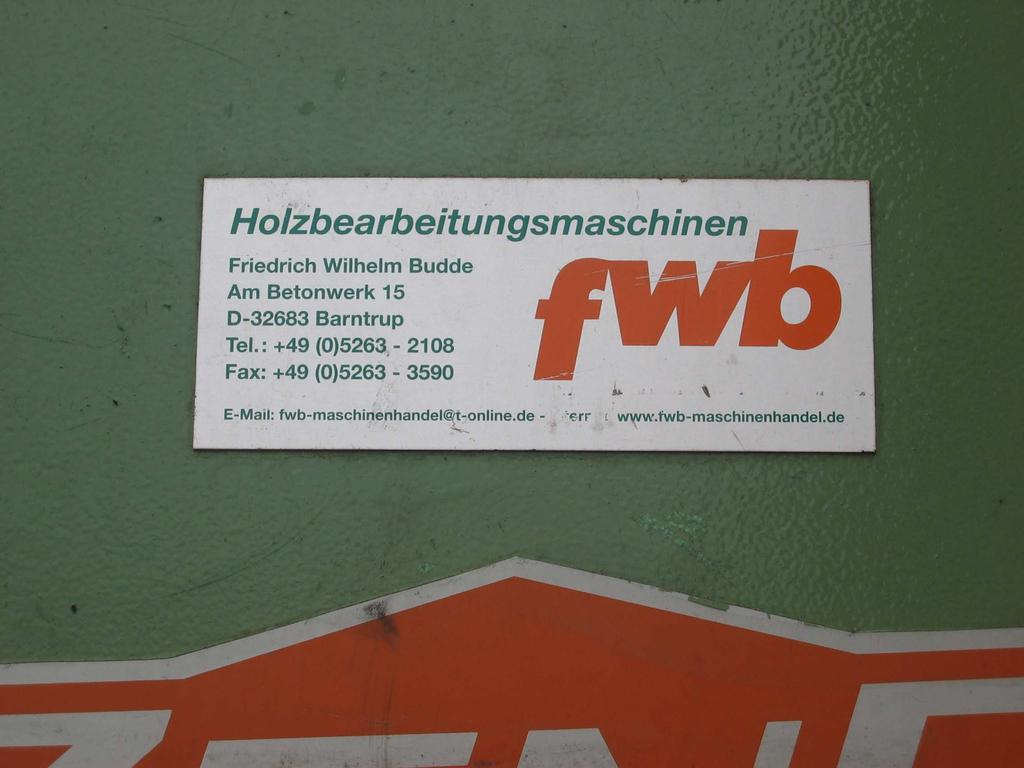 Holzbearbeitungsmaschinen
fwb
Friedrich Wilhelm Budde
Am Betonwerk 15
D-32683 Barntrup
Tel.: +49 (0)5263 - 2108
Fax: +49 (0)5263 - 3590
E-Mail: fwb-maschinenhandel@t-online.de - www.fwb-maschinenhandel.de